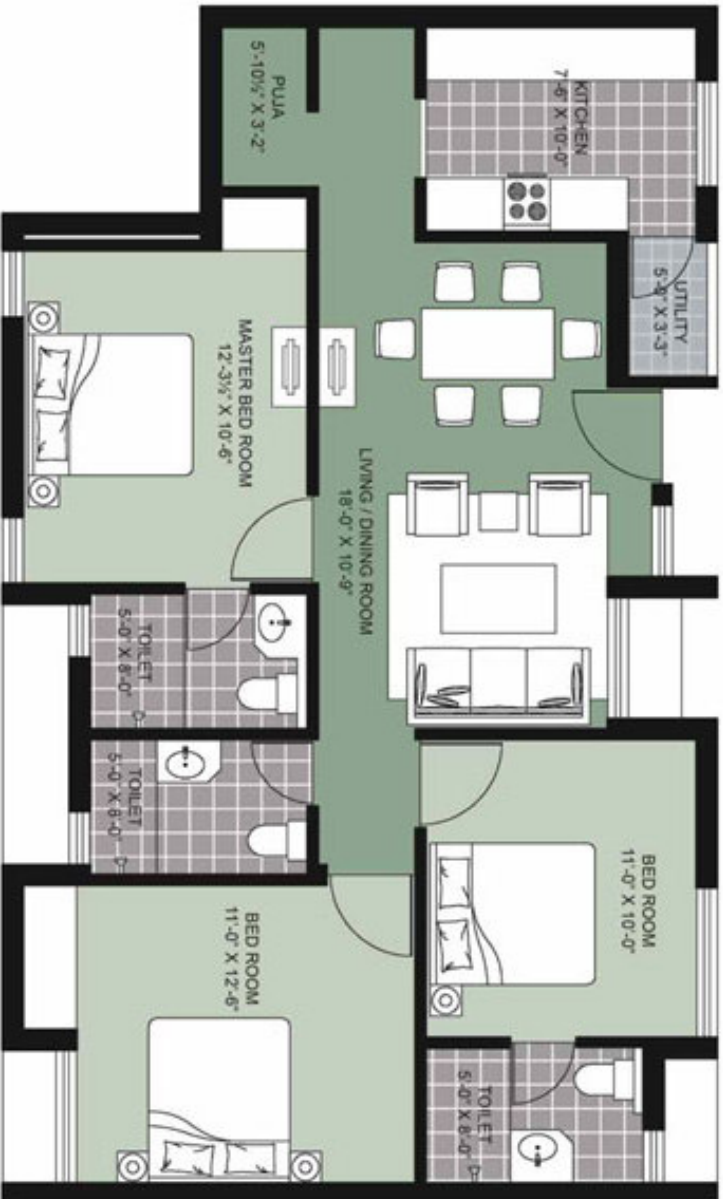 KITCHEN
7'-6" X 10'-0"
PUJA
5'-10½" X 3'-2"
UTILITY
5'-9" X 3'-3"
MASTER BED ROOM
12'-3½" X 10'-6"
LIVING / DINING ROOM
18'-0" X 10'-9"
TOILET
5'-0" X 8'-0"
TOILET
5'-0" X 8'-0"
BED ROOM
11'-0" X 10'-0"
BED ROOM
11'-0" X 12'-6"
TOILET
5'-0" X 8'-0"